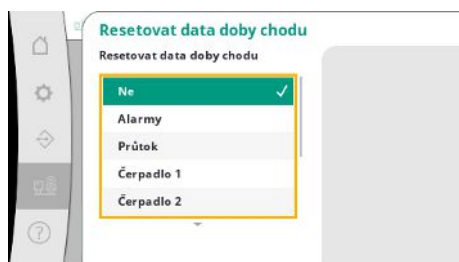 Resetovat data doby chodu
Resetovat data doby chodu
Ne
Alarmy
Průtok
Čerpadlo 1
Čerpadlo 2